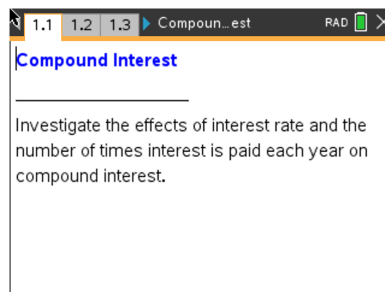 1.1 1.2 1.3 Compoun…est RAD
Compound Interest
Investigate the effects of interest rate and the
number of times interest is paid each year on
compound interest.